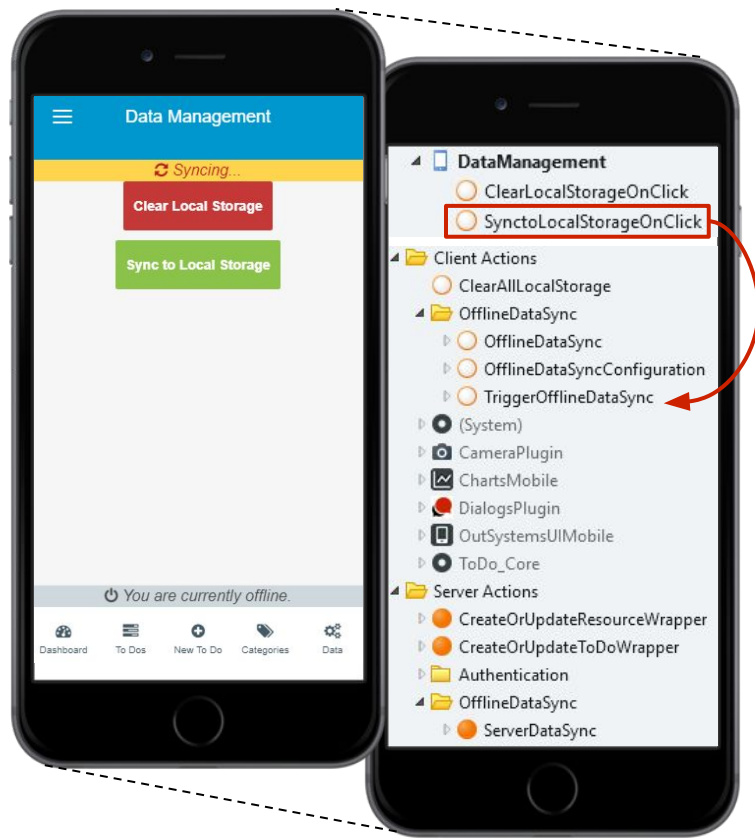 Data Management
Syncing...
Clear Local Storage
Sync to Local Storage
You are currently offline.
Dashboard
To Dos
New To Do
Categories
Data
DataManagement
ClearLocalStorageOnClick
SynctoLocalStorageOnClick
Client Actions
ClearAllLocalStorage
OfflineDataSync
OfflineDataSync
OfflineDataSyncConfiguration
TriggerOfflineDataSync
(System)
CameraPlugin
ChartsMobile
DialogsPlugin
OutSystemsUIMobile
ToDo_Core
Server Actions
CreateOrUpdateResourceWrapper
CreateOrUpdateToDoWrapper
Authentication
OfflineDataSync
ServerDataSync